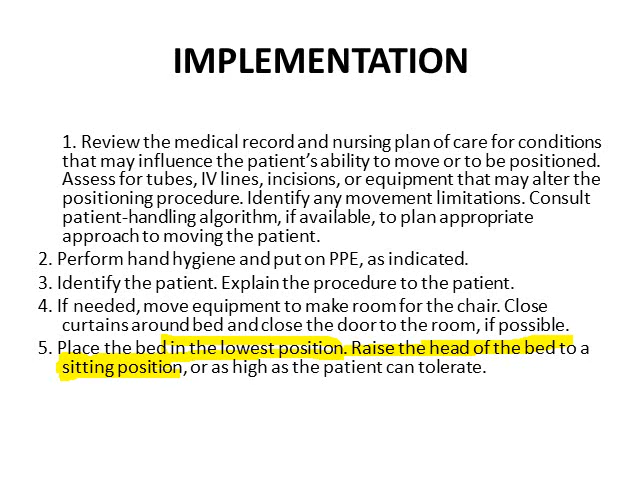 IMPLEMENTATION
1. Review the medical record and nursing plan of care for conditions
that may influence the patient's ability to move or to be positioned.
Assess for tubes, IV lines, incisions, or equipment that may alter the
positioning procedure. Identify any movement limitations. Consult
patient-handling algorithm, if available, to plan appropriate
approach to moving the patient.
2. Perform hand hygiene and put on PPE, as indicated.
3. Identify the patient. Explain the procedure to the patient.
4. If needed, move equipment to make room for the chair. Close
curtains around bed and close the door to the room, if possible.
5. Place the bed in the lowest position. Raise the head of the bed to a
sitting position, or as high as the patient can tolerate.